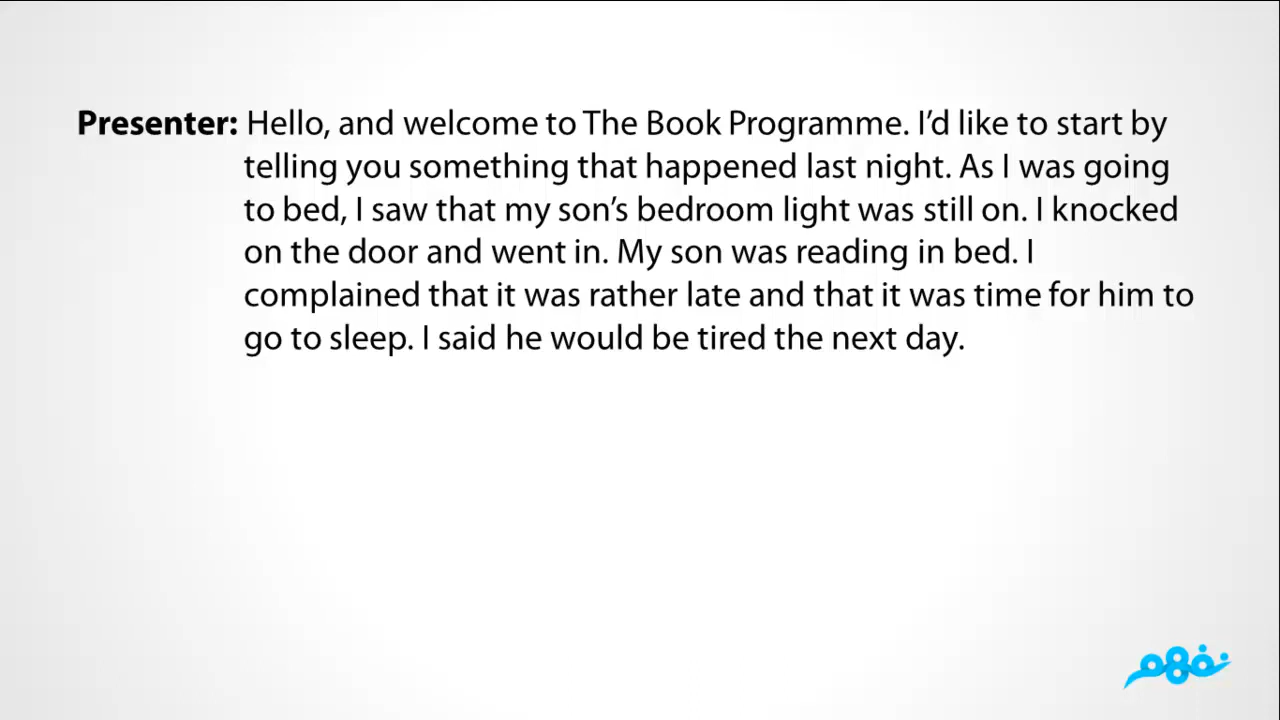 Presenter: Hello, and welcome to The Book Programme. I'd like to start by
telling you something that happened last night. As I was going
to bed, I saw that my son's bedroom light was still on. I knocked
on the door and went in. My son was reading in bed. I
complained that it was rather late and that it was time for him to
go to sleep. I said he would be tired the next day.
نفهم